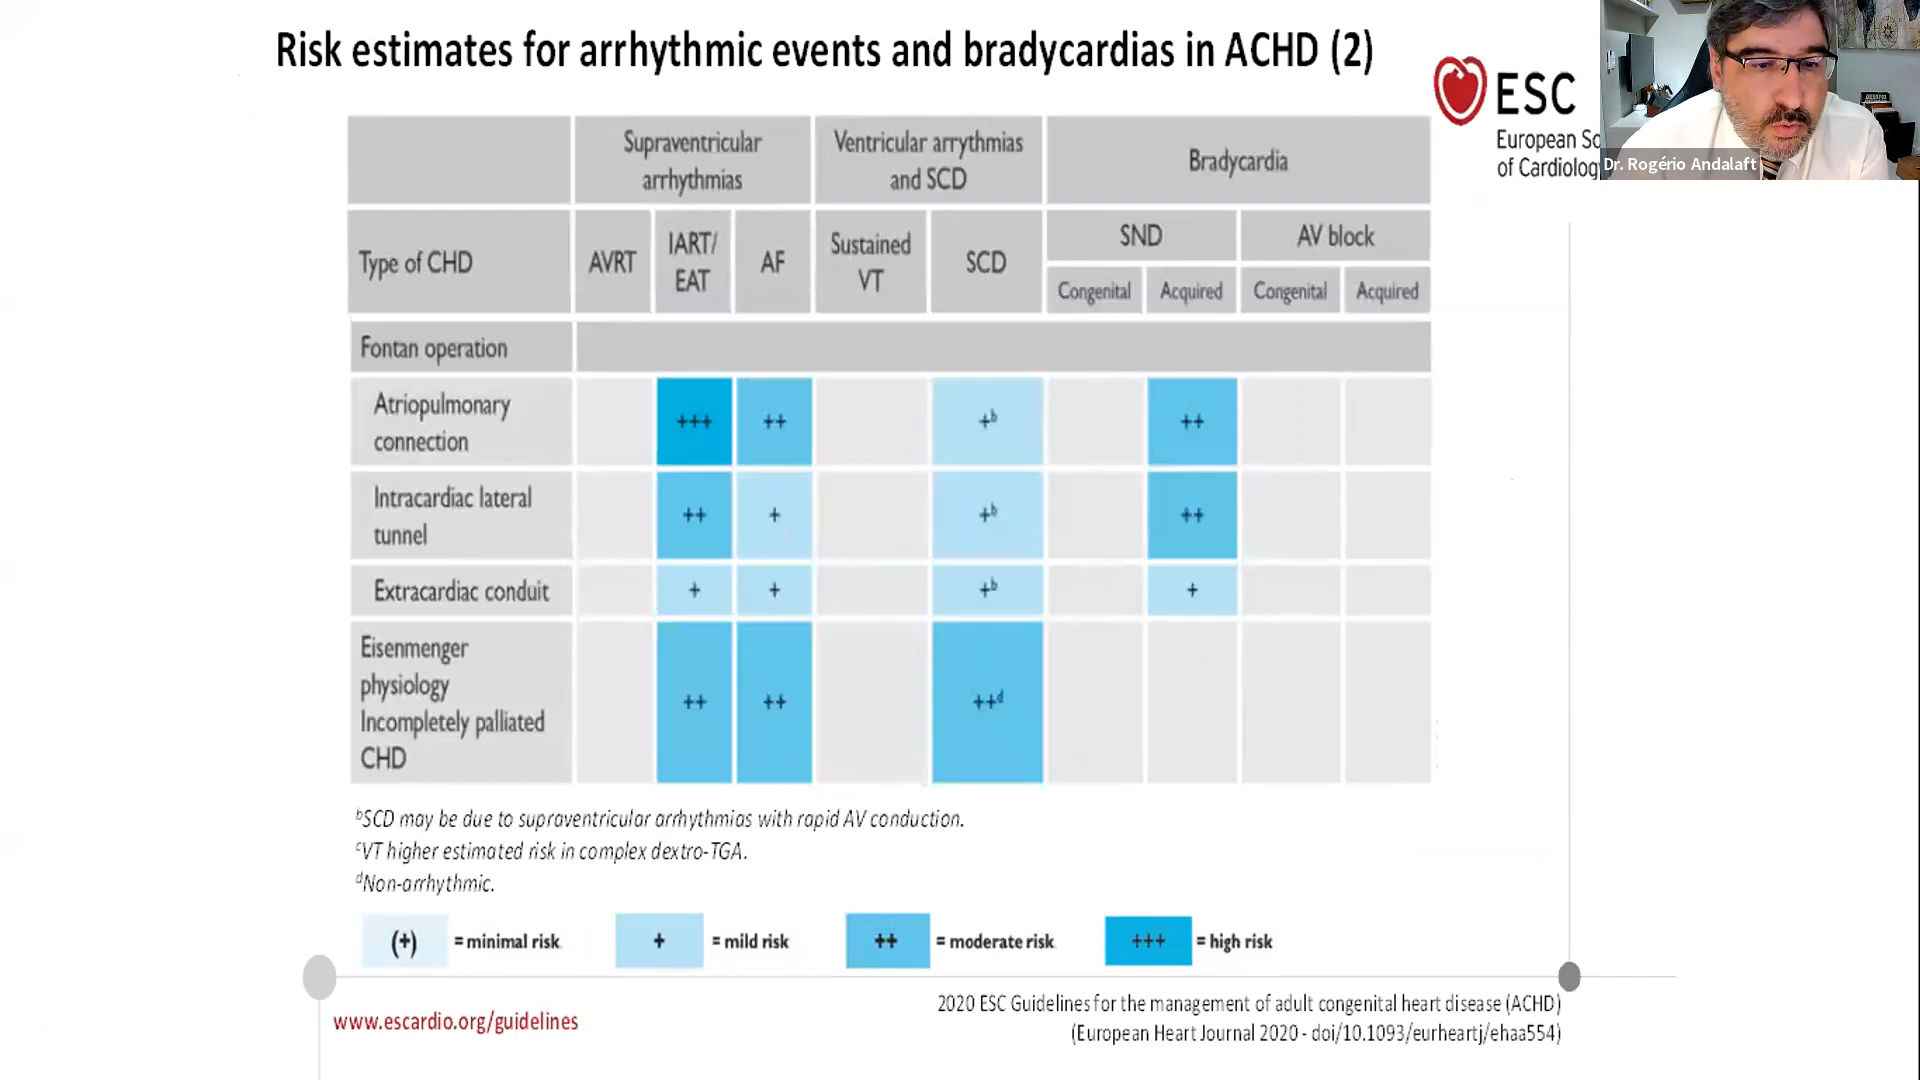 Risk estimates for arrhythmic events and bradycardias in ACHD (2)
ESC
European So
of Cardiology
Dr. Rogério Andalaft
Supraventricular
arrhythmias
Ventricular arrythmias
and SCD
Bradycardia
Type of CHD
AVRT
IART/
EAT
AF
Sustained
VT
SCD
SND
AV block
Congenital
Acquired
Congenital
Acquired
Fontan operation
Atriopulmonary
connection
+++
++
+b
++
Intracardiac lateral
tunnel
++
+
+b
++
Extracardiac conduit
+
+
+b
+
Eisenmenger
physiology
Incompletely palliated
CHD
++
++
++d
bSCD may be due to supraventricular arrhythmias with rapid AV conduction.
cVT higher estimated risk in complex dextro-TGA.
dNon-arrhythmic.
(+) = minimal risk
+ = mild risk
++ = moderate risk
+++ = high risk
www.escardio.org/guidelines
2020 ESC Guidelines for the management of adult congenital heart disease (ACHD)
(European Heart Journal 2020 - doi/10.1093/eurheartj/ehaa554)